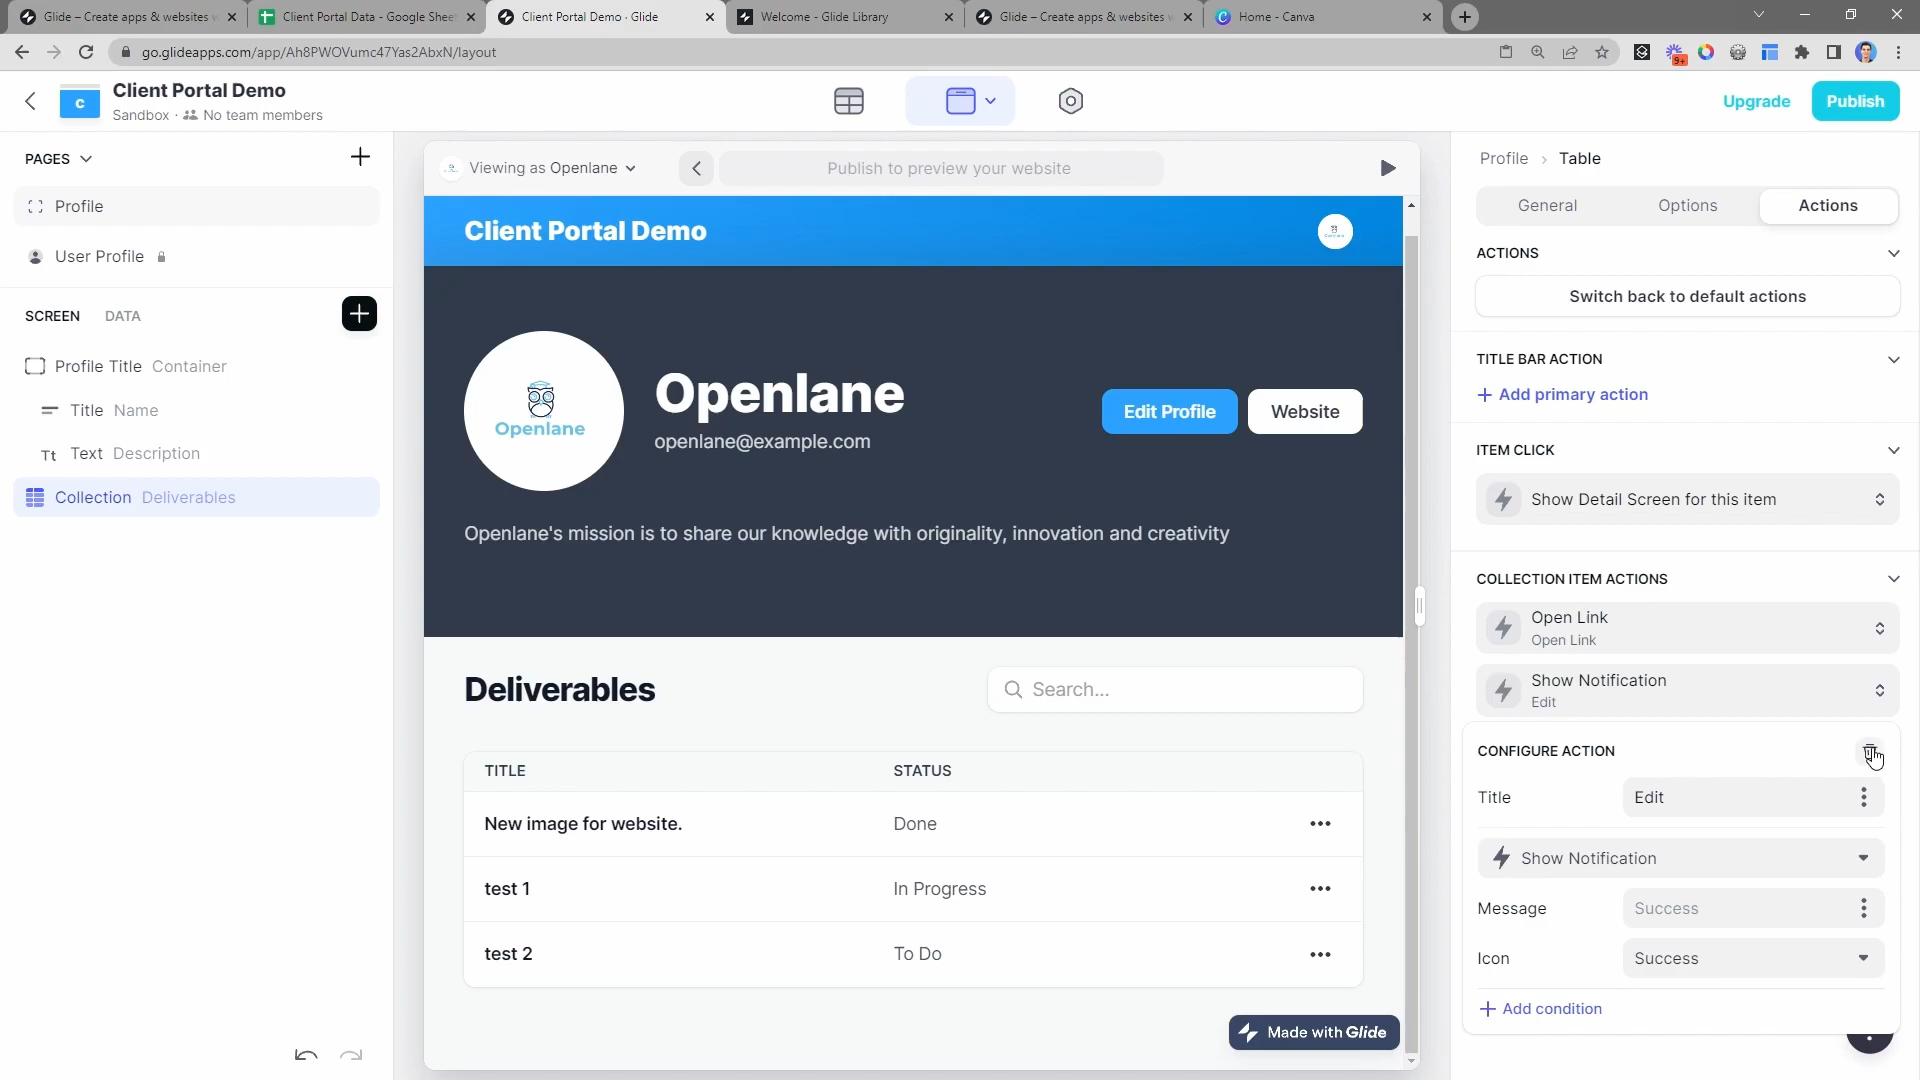 Glide – Create apps & websites w
Client Portal Data - Google Sheet
Client Portal Demo · Glide
Welcome - Glide Library
Glide – Create apps & websites w
Home - Canva
go.glideapps.com/app/Ah8PWOVumc47Yas2AbxN/layout
9+
C
Client Portal Demo
Sandbox · No team members
Upgrade
Publish
PAGES
Profile
User Profile
SCREEN DATA
Profile Title Container
Title Name
Tt Text Description
Collection Deliverables
Viewing as Openlane
Publish to preview your website
Client Portal Demo
Openlane
Openlane
openlane@example.com
Edit Profile
Website
Openlane's mission is to share our knowledge with originality, innovation and creativity
Deliverables
Search...
TITLE STATUS
New image for website. Done
test 1 In Progress
test 2 To Do
Made with Glide
Profile › Table
General Options Actions
ACTIONS
Switch back to default actions
TITLE BAR ACTION
+ Add primary action
ITEM CLICK
Show Detail Screen for this item
COLLECTION ITEM ACTIONS
Open Link
Open Link
Show Notification
Edit
CONFIGURE ACTION
Title Edit
Show Notification
Message Success
Icon Success
+ Add condition